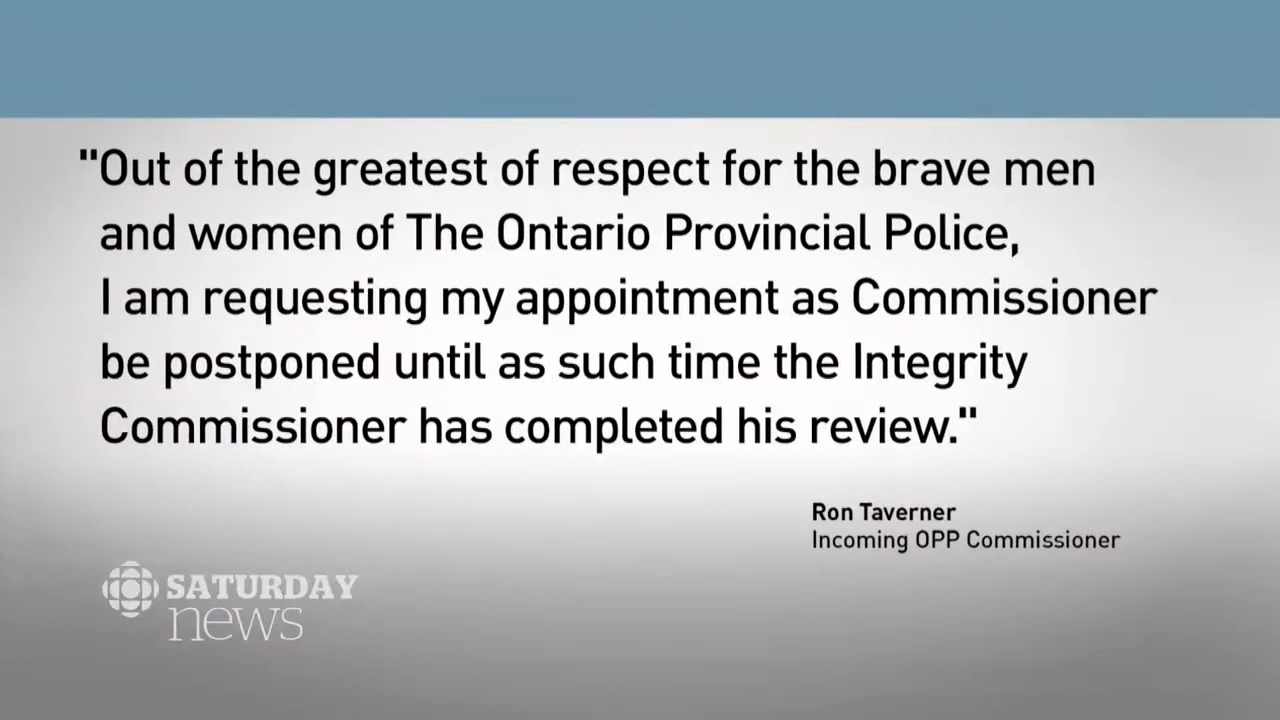 "Out of the greatest of respect for the brave men
and women of The Ontario Provincial Police,
I am requesting my appointment as Commissioner
be postponed until as such time the Integrity
Commissioner has completed his review."
Ron Taverner
Incoming OPP Commissioner
SATURDAY
news